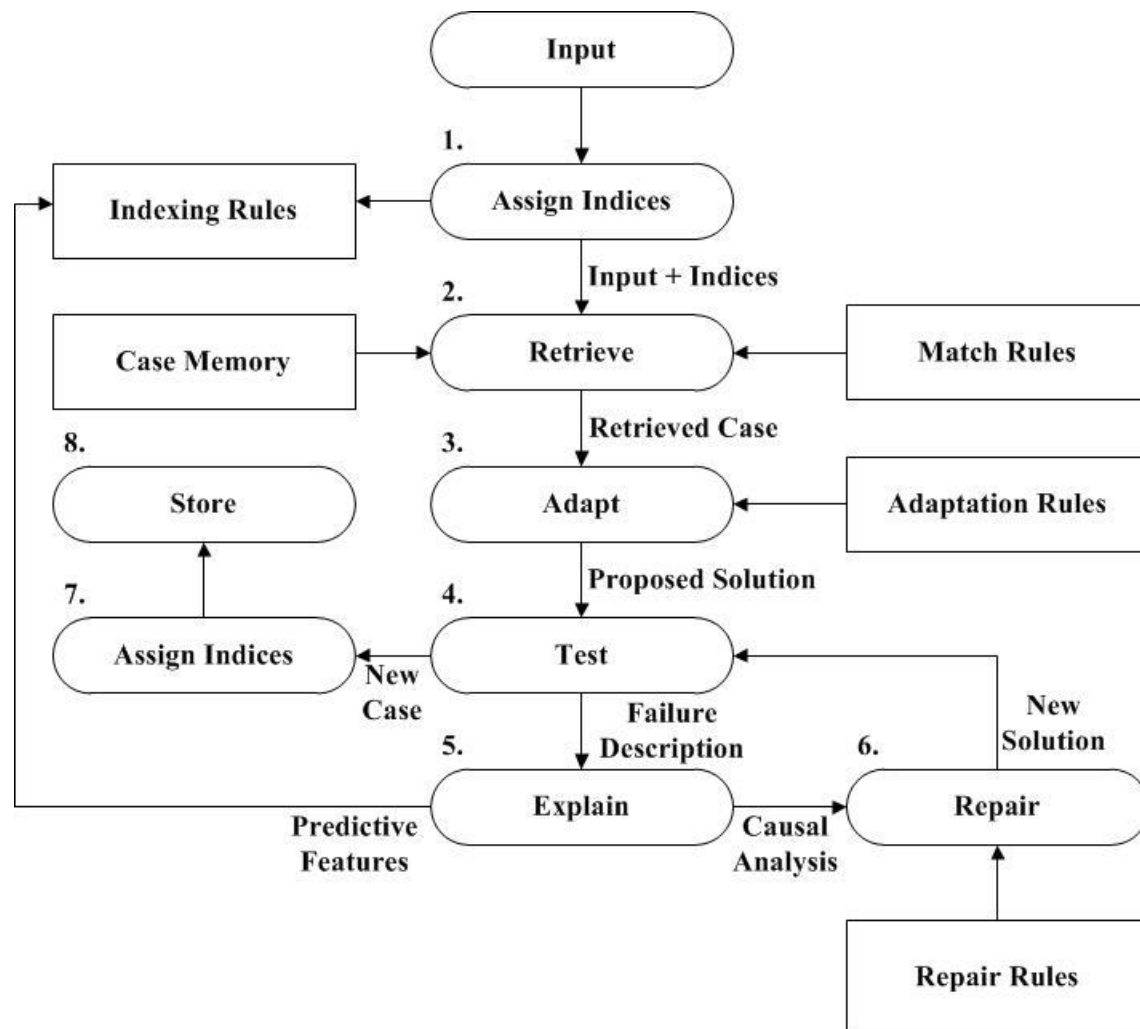 Input
1.
Indexing Rules
Assign Indices
Input + Indices
2.
Case Memory
Retrieve
Match Rules
Retrieved Case
8.
3.
Store
Adapt
Adaptation Rules
Proposed Solution
7.
4.
Assign Indices
Test
New
Case
Failure
Description
New
Solution
5.
6.
Explain
Repair
Predictive
Features
Causal
Analysis
Repair Rules